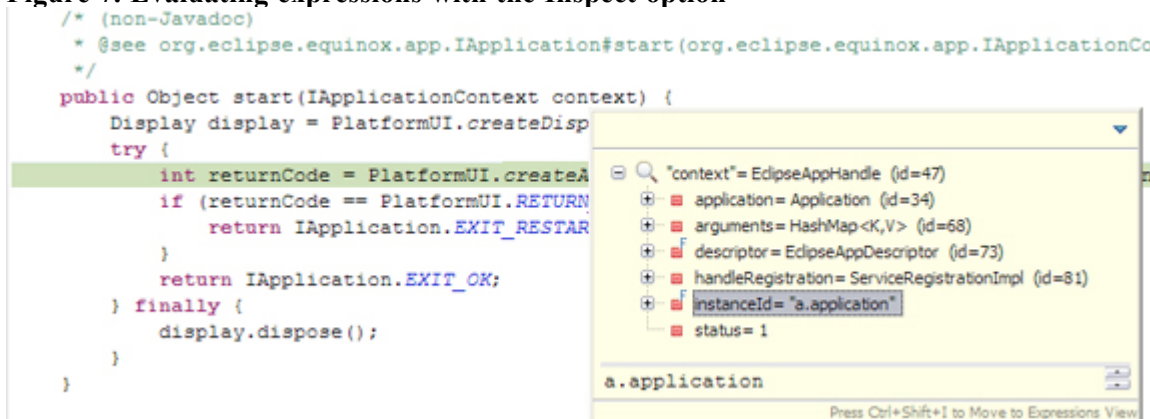 Figure 7. Evaluating expressions with the Inspect option
/* (non-Javadoc)
* @see org.eclipse.equinox.app.IApplication#start(org.eclipse.equinox.app.IApplicationCo
*/
public Object start(IApplicationContext context) {
Display display = PlatformUI.createDisp
try {
int returnCode = PlatformUI.createA
if (returnCode == PlatformUI.RETURN
return IApplication.EXIT_RESTAR
}
return IApplication.EXIT_OK;
} finally {
display.dispose();
}
}
"context"= EclipseAppHandle (id=47)
application= Application (id=34)
arguments= HashMap<K,V> (id=68)
F descriptor= EclipseAppDescriptor (id=73)
handleRegistration= ServiceRegistrationImpl (id=81)
F instanceId= "a.application"
status= 1
a.application
Press Ctrl+Shift+I to Move to Expressions View